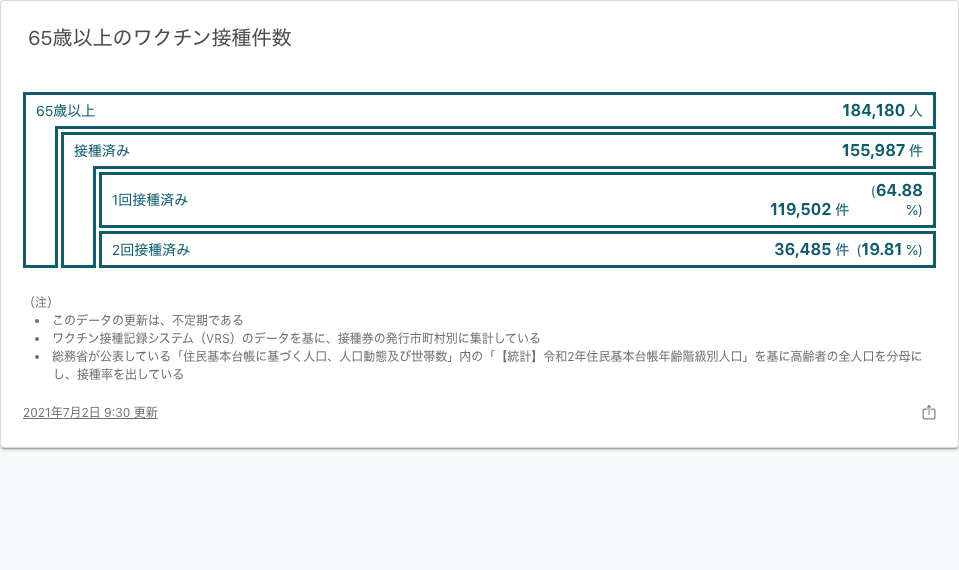 65歳以上のワクチン接種件数
65歳以上 184,180 人
接種済み 155,987 件
1回接種済み 119,502 件 (64.88 %)
2回接種済み 36,485 件 (19.81 %)
（注）
• このデータの更新は、不定期である
• ワクチン接種記録システム（VRS）のデータを基に、接種券の発行市町村別に集計している
• 総務省が公表している「住民基本台帳に基づく人口、人口動態及び世帯数」内の「【統計】令和2年住民基本台帳年齢階級別人口」を基に高齢者の全人口を分母に
し、接種率を出している
2021年7月2日 9:30 更新